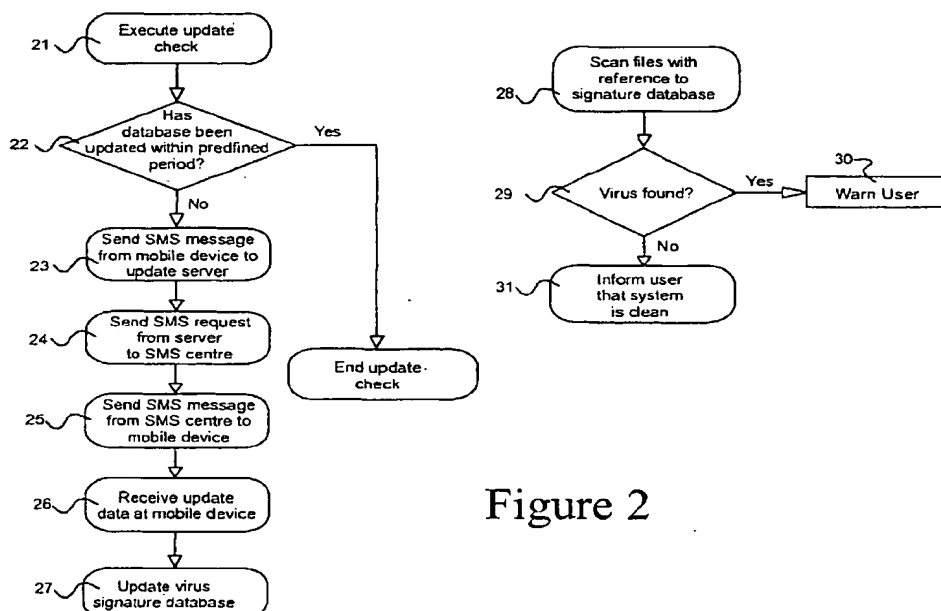 21
Execute update
check
22
Has
database been
updated within predfined
period?
Yes
No
23
Send SMS message
from mobile device to
update server
24
Send SMS request
from server
to SMS centre
End update
check
25
Send SMS message
from SMS centre to
mobile device
26
Receive update
data at mobile device
27
Update virus
signature database
28
Scan files with
reference to
signature database
29
Virus found?
Yes
30
Warn User
No
31
Inform user
that system
is clean
Figure 2